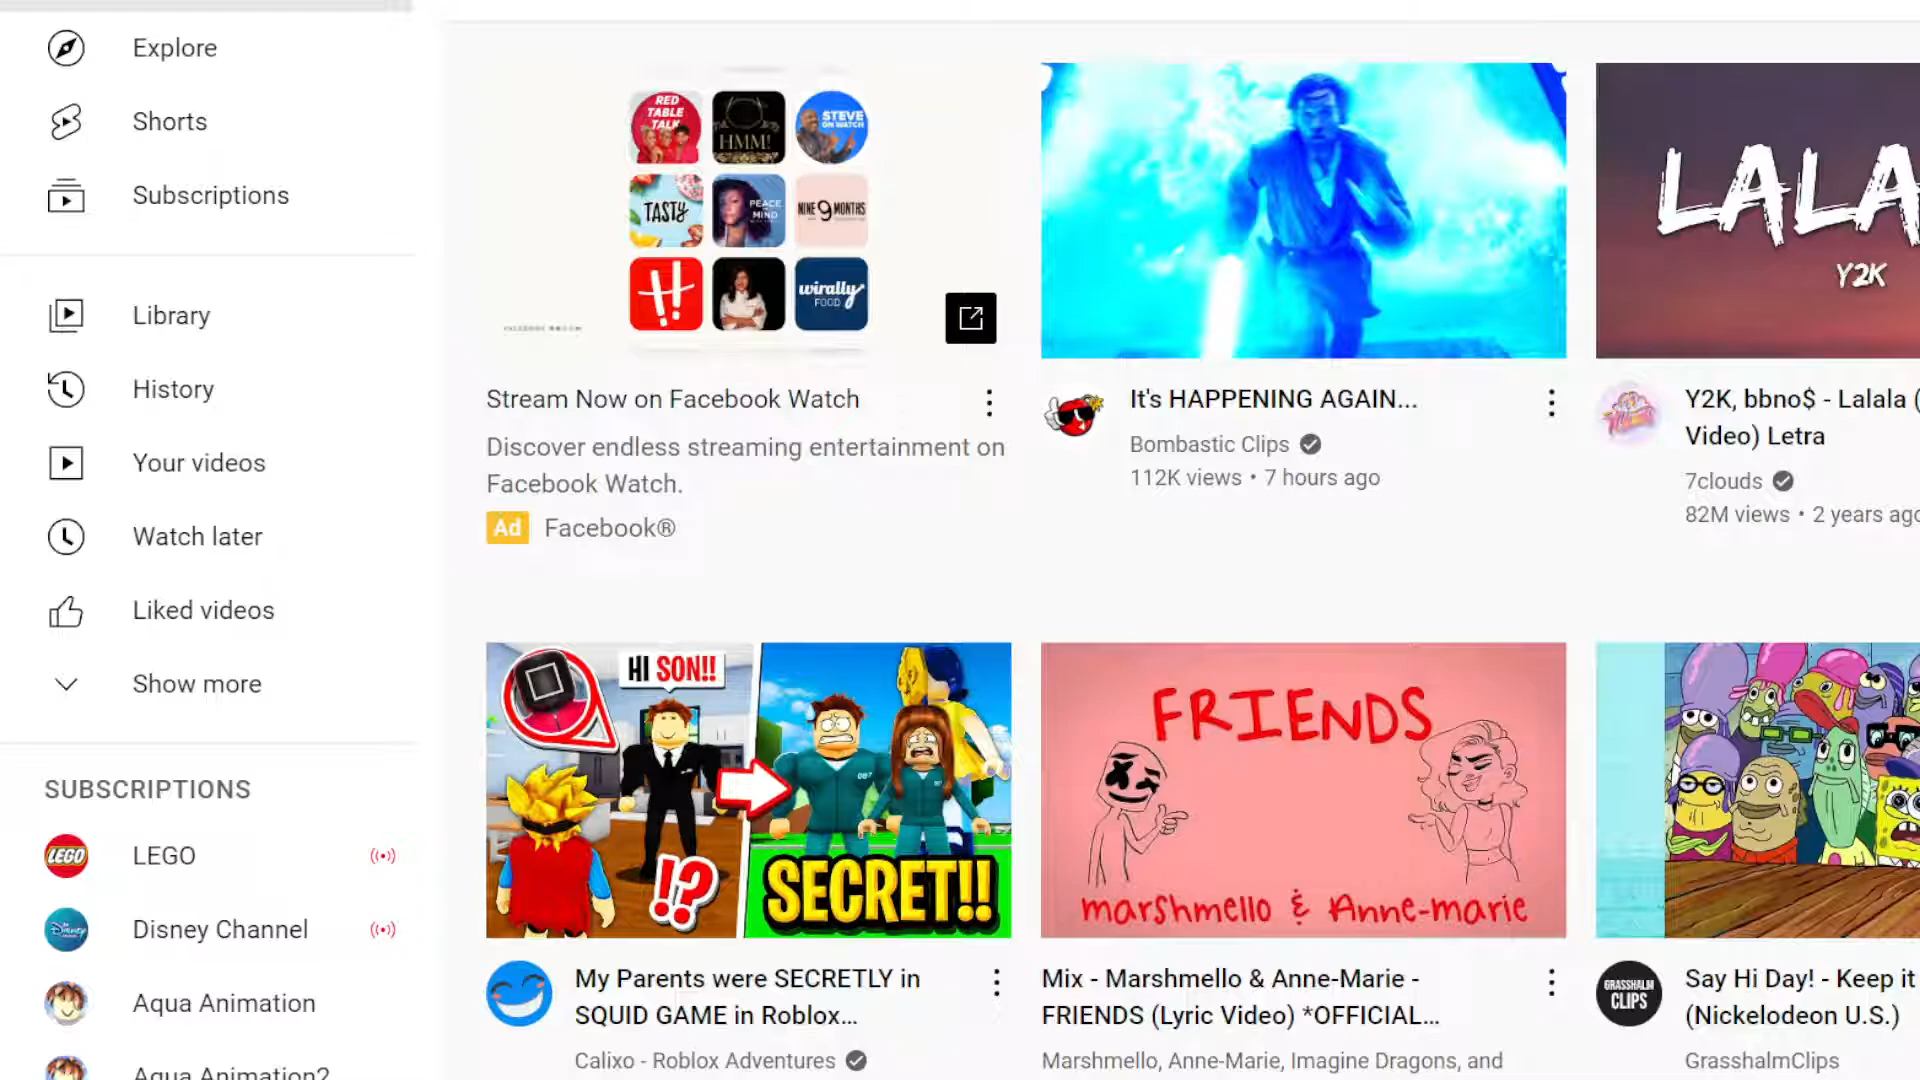 Explore
Shorts
Subscriptions
Library
History
Your videos
Watch later
Liked videos
Show more
SUBSCRIPTIONS
LEGO
LEGO
Disney Channel
Disney
Aqua Animation
Aqua Animation2
RED
TABLE
TALK
HMM!
STEVE
ON WATCH
TASTY
PEACE
MIND
NINE 9 MONTHS
wirally
FOOD
Stream Now on Facebook Watch
Discover endless streaming entertainment on
Facebook Watch.
Ad Facebook®
It's HAPPENING AGAIN...
Bombastic Clips
112K views • 7 hours ago
LALA
Y2K
Y2K, bbno$ - Lalala (
Video) Letra
7clouds
82M views • 2 years ago
HI SON!!
!?
007
SECRET!!
My Parents were SECRETLY in
SQUID GAME in Roblox...
Calixo - Roblox Adventures
FRIENDS
marshmello & Anne-marie
Mix - Marshmello & Anne-Marie -
FRIENDS (Lyric Video) *OFFICIAL...
Marshmello, Anne-Marie, Imagine Dragons, and
GRASSHALM
CLIPS
Say Hi Day! - Keep it
(Nickelodeon U.S.)
GrasshalmClips